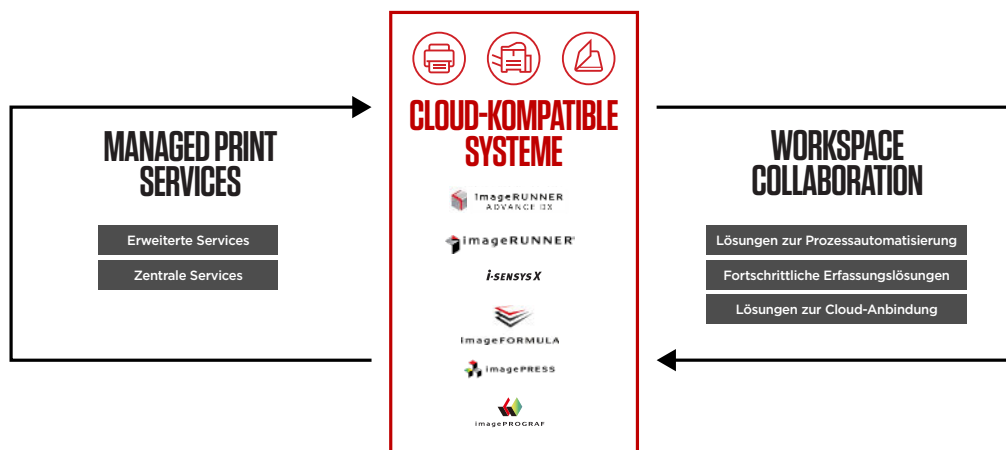 MANAGED PRINT
SERVICES
Erweiterte Services
Zentrale Services
CLOUD-KOMPATIBLE
SYSTEME
imageRUNNER
ADVANCE DX
imageRUNNER
i-SENSYS X
imageFORMULA
imagePRESS
imagePROGRAF
WORKSPACE
COLLABORATION
Lösungen zur Prozessautomatisierung
Fortschrittliche Erfassungslösungen
Lösungen zur Cloud-Anbindung